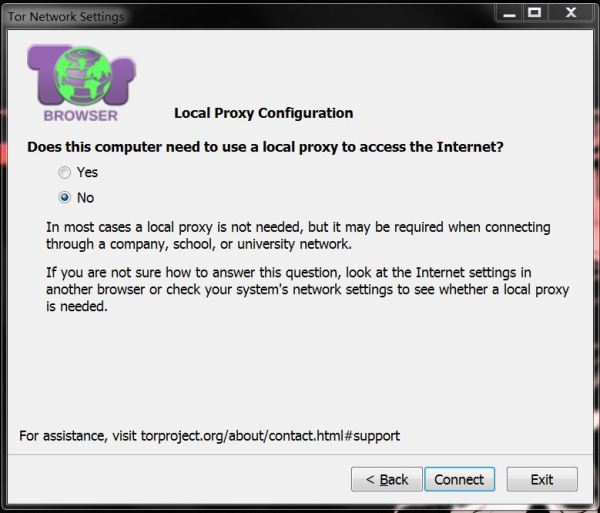 Tor Network Settings
Tor
BROWSER
Local Proxy Configuration
Does this computer need to use a local proxy to access the Internet?
Yes
No
In most cases a local proxy is not needed, but it may be required when connecting
through a company, school, or university network.
If you are not sure how to answer this question, look at the Internet settings in
another browser or check your system's network settings to see whether a local proxy
is needed.
For assistance, visit torproject.org/about/contact.html#support
< Back Connect Exit